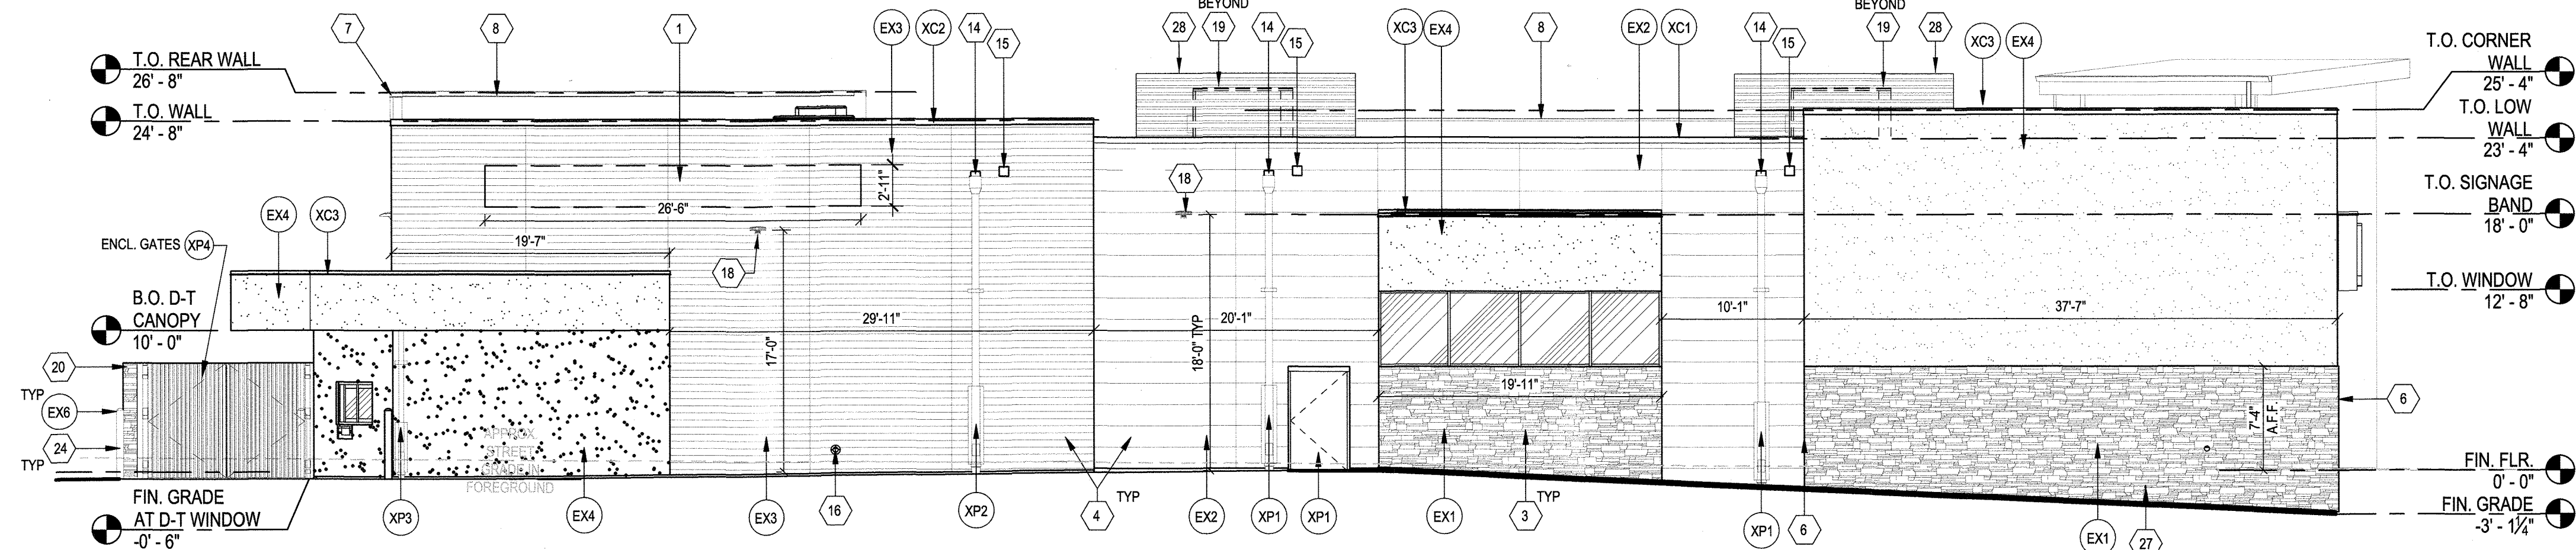 BEYOND
BEYOND
7
8
1
EX3
XC2
14
15
28
19
14
15
XC3
EX4
8
EX2
XC1
14
15
19
28
XC3
EX4
T.O. REAR WALL
26' - 8"
T.O. WALL
24' - 8"
T.O. CORNER
WALL
25' - 4"
T.O. LOW
WALL
23' - 4"
T.O. SIGNAGE
BAND
18' - 0"
T.O. WINDOW
12' - 8"
2'-11"
26'-6"
18
EX4
XC3
ENCL. GATES XP4
19'-7"
18
B.O. D-T
CANOPY
10' - 0"
29'-11"
20'-1"
10'-1"
37'-7"
17'-0"
18'-0" TYP
20
TYP
EX6
24
TYP
19'-11"
7'-4"
A.F.F.
6
APPROX.
STREET
GRADE IN
FOREGROUND
FIN. FLR.
0' - 0"
FIN. GRADE
-3' - 1¼"
FIN. GRADE
AT D-T WINDOW
-0' - 6"
XP3
EX4
EX3
16
XP2
4
TYP
EX2
XP1
XP1
EX1
3
TYP
XP1
6
EX1
27